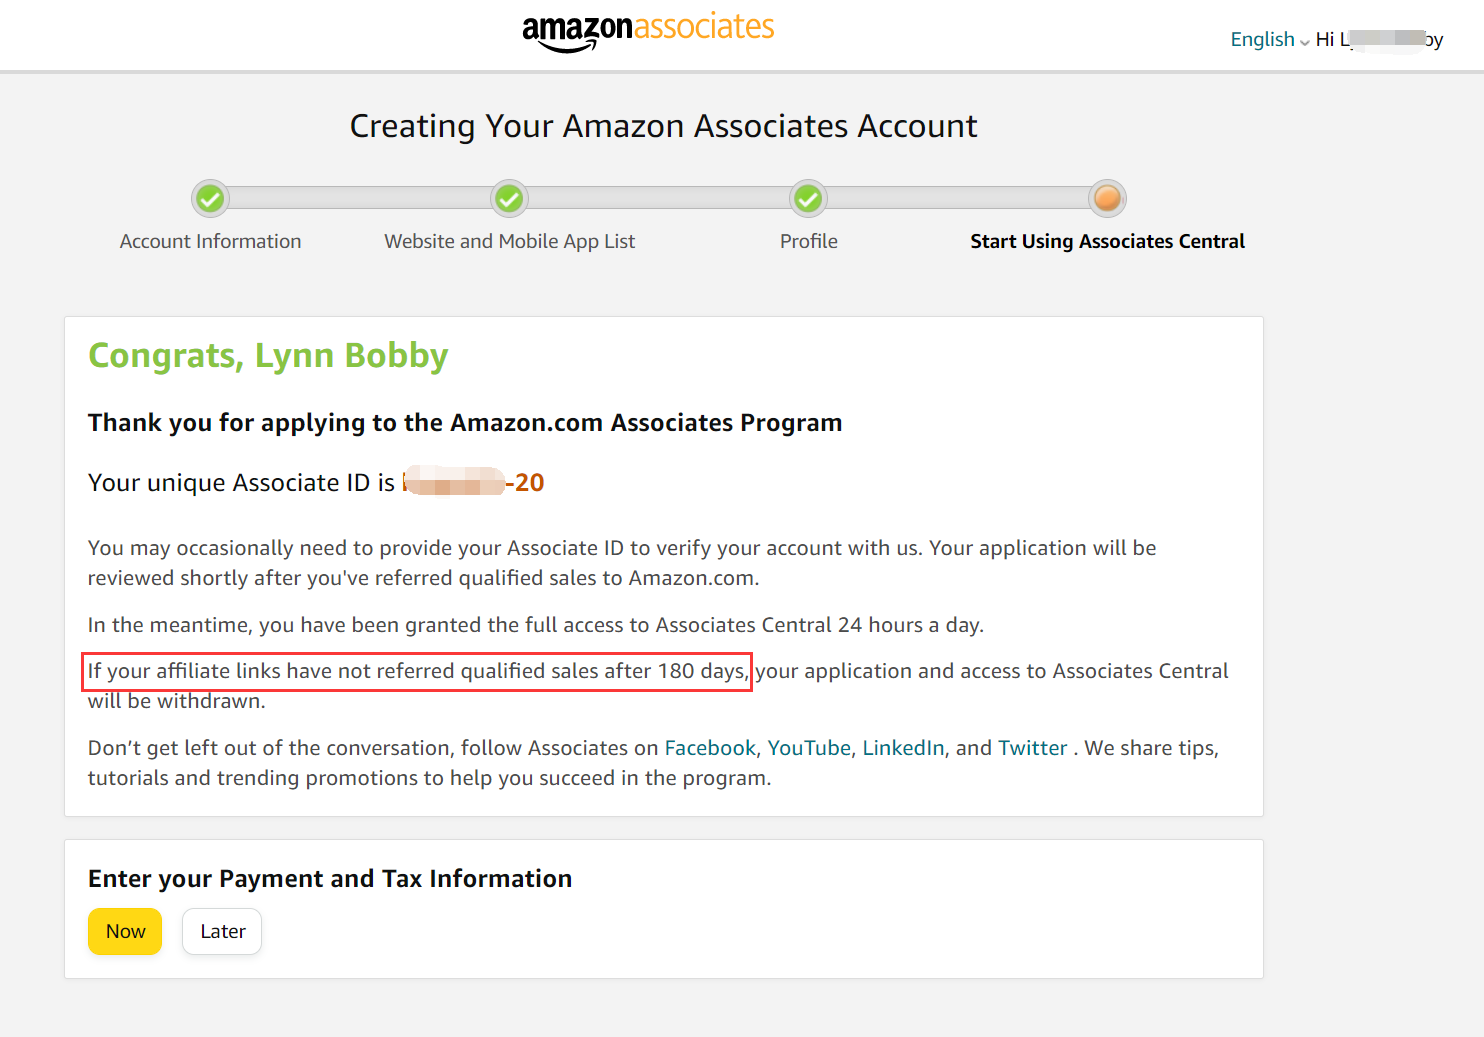 amazonassociates
English Hi
Creating Your Amazon Associates Account
Account Information
Website and Mobile App List
Profile
Start Using Associates Central
Congrats, Lynn Bobby
Thank you for applying to the Amazon.com Associates Program
Your unique Associate ID is -20
You may occasionally need to provide your Associate ID to verify your account with us. Your application will be
reviewed shortly after you've referred qualified sales to Amazon.com.
In the meantime, you have been granted the full access to Associates Central 24 hours a day.
If your affiliate links have not referred qualified sales after 180 days, your application and access to Associates Central
will be withdrawn.
Don’t get left out of the conversation, follow Associates on Facebook, YouTube, LinkedIn, and Twitter . We share tips,
tutorials and trending promotions to help you succeed in the program.
Enter your Payment and Tax Information
Now
Later